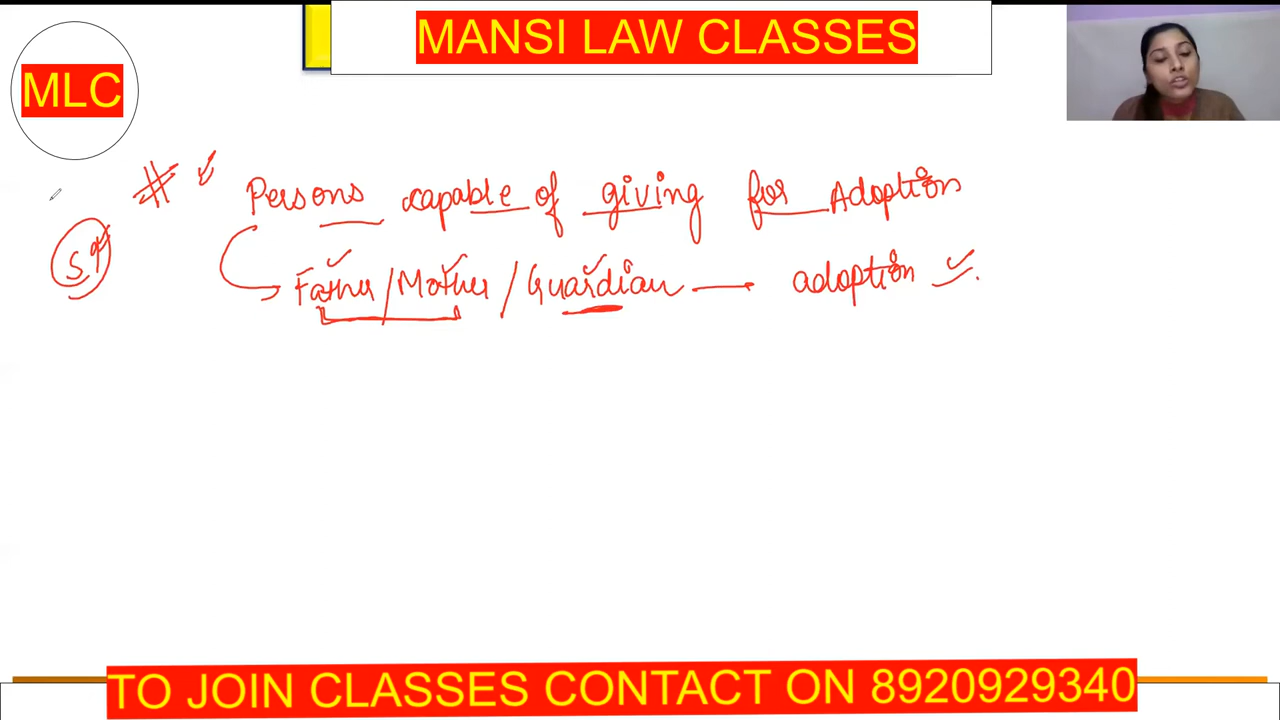 MANSI LAW CLASSES
MLC
# Persons capable of giving for Adoption
S9
Father/Mother/Guardian — adoption
TO JOIN CLASSES CONTACT ON 8920929340